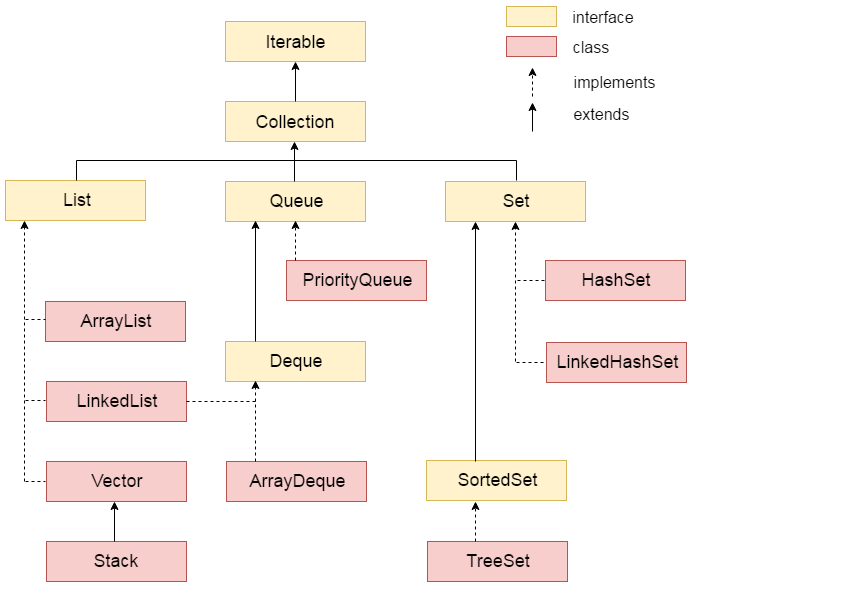 interface
Iterable
class
implements
extends
Collection
List
Queue
Set
PriorityQueue
HashSet
ArrayList
Deque
LinkedHashSet
LinkedList
Vector
ArrayDeque
SortedSet
Stack
TreeSet